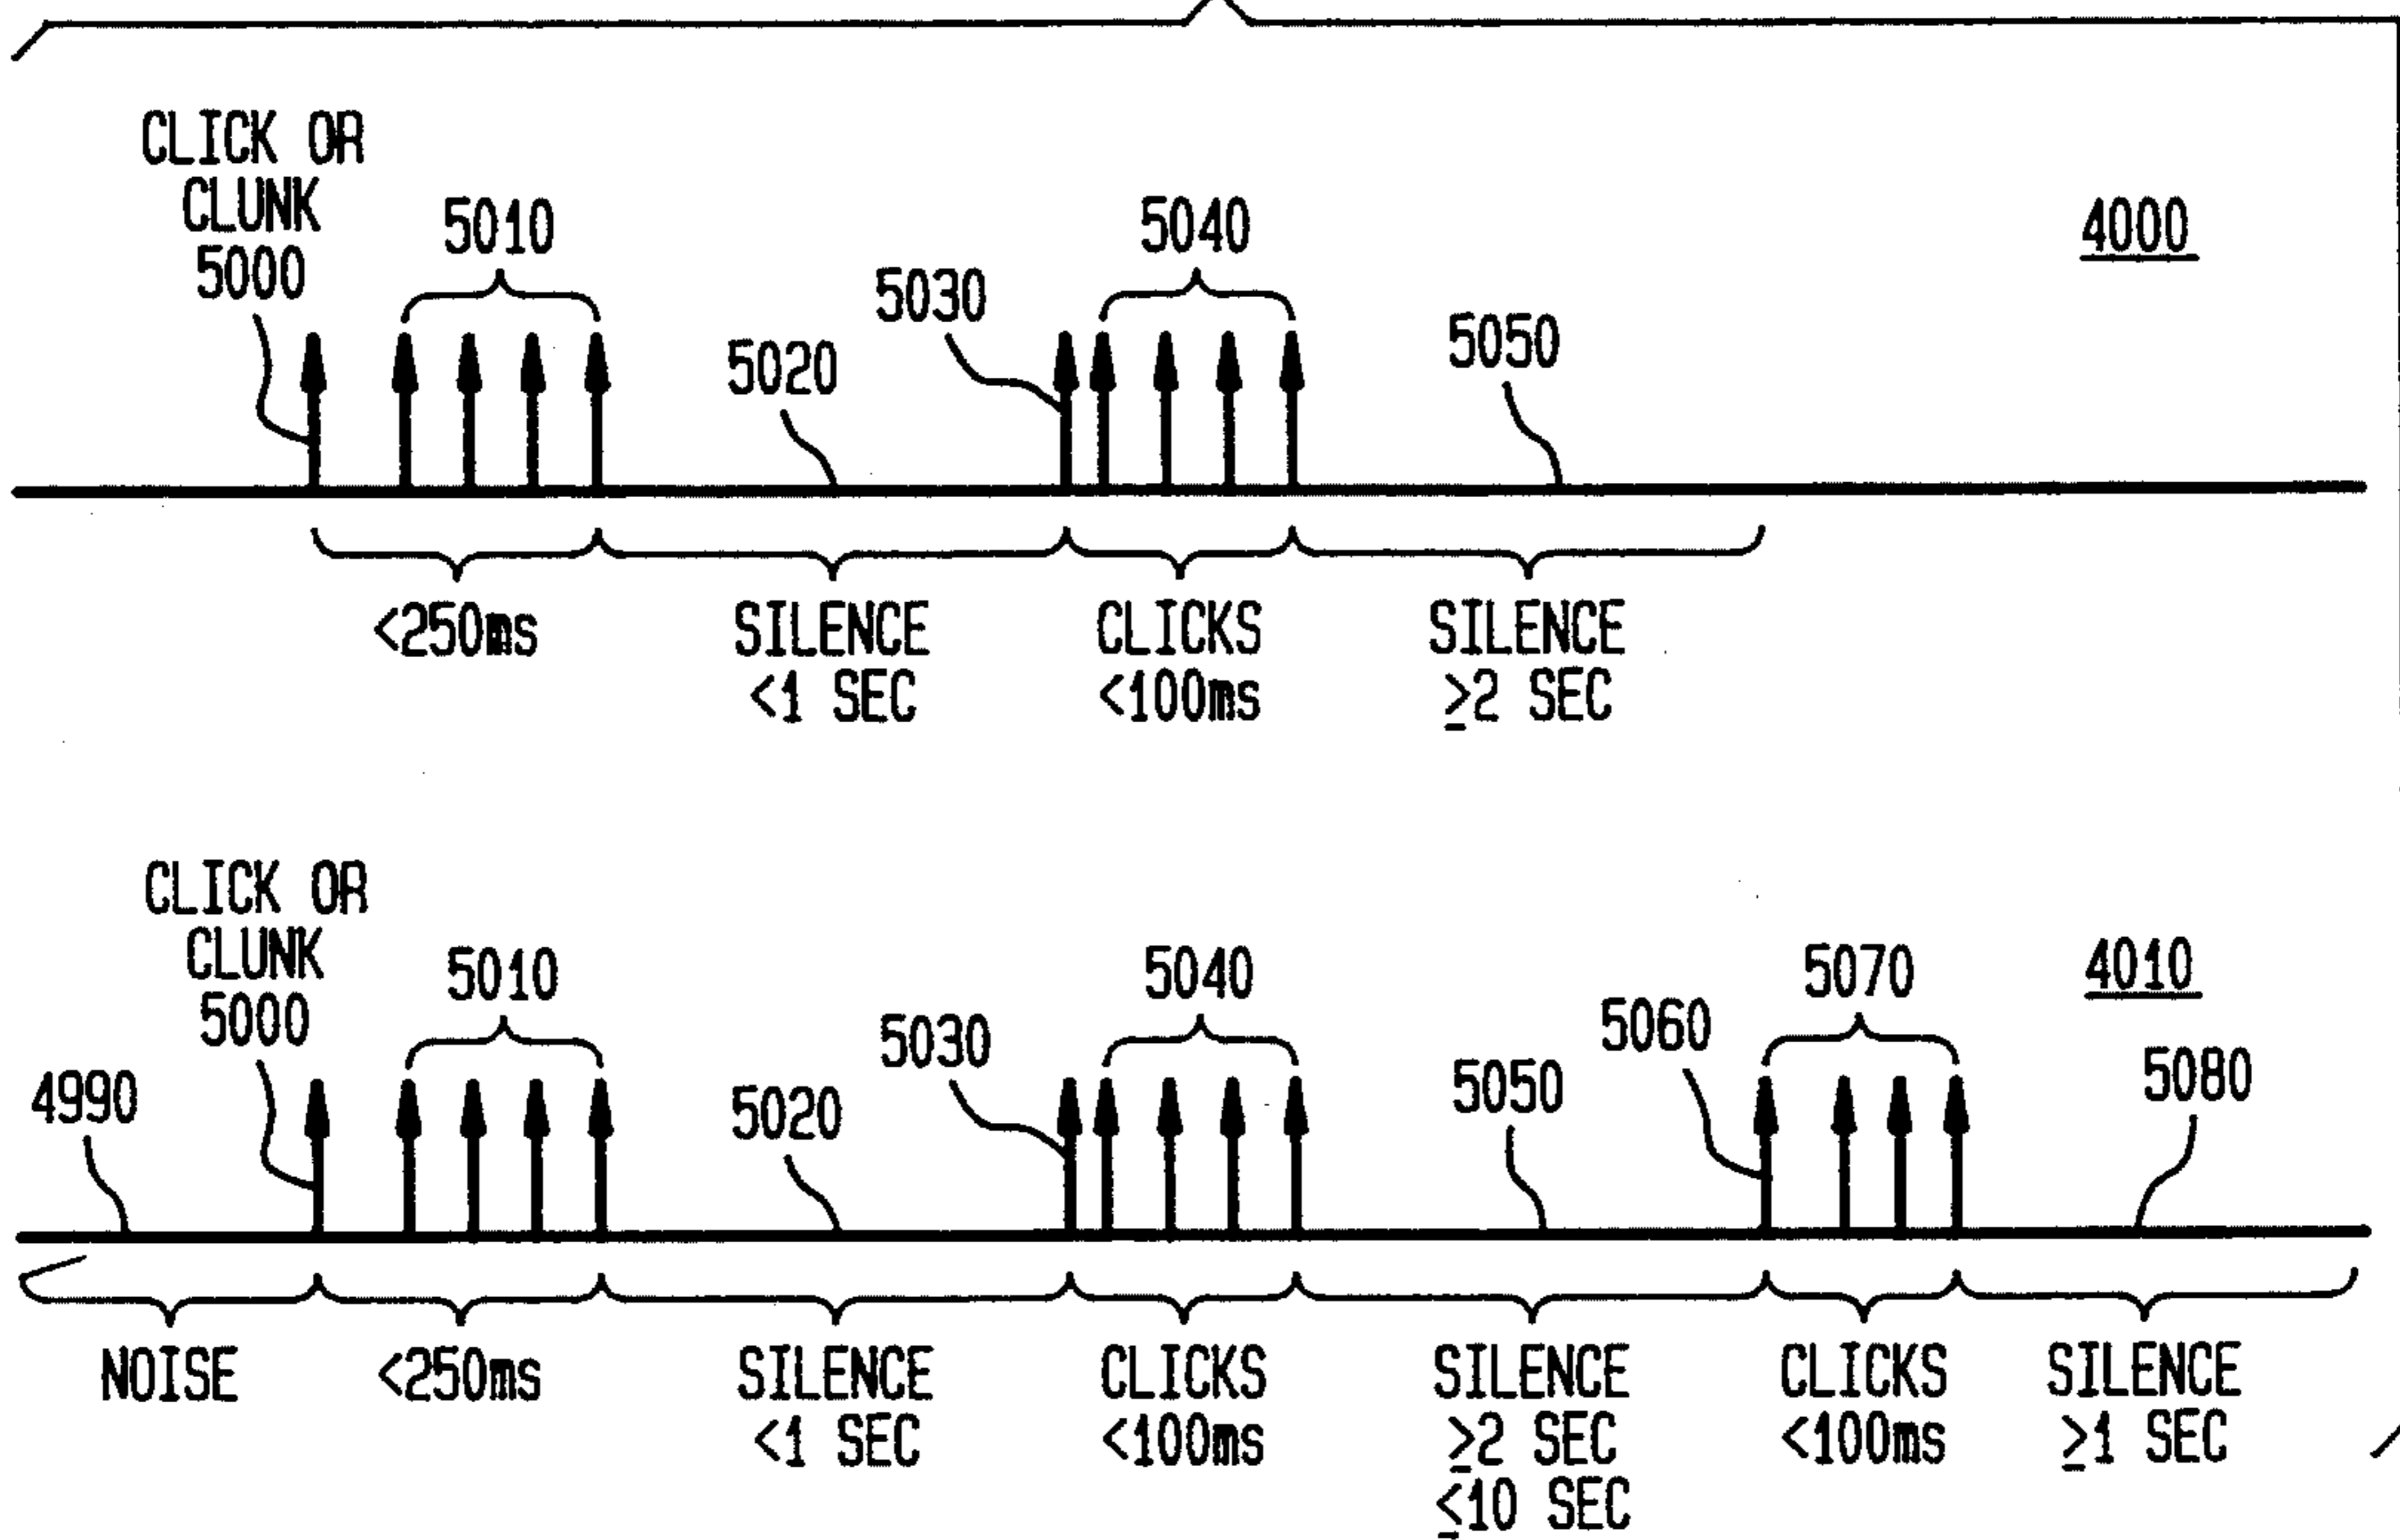 CLICK OR
CLUNK
5000
5010
5020
5030
5040
5050
4000
<250ms
SILENCE
<1 SEC
CLICKS
<100ms
SILENCE
≥2 SEC
CLICK OR
CLUNK
5000
4990
5010
5020
5030
5040
5050
5060
5070
4010
5080
NOISE
<250ms
SILENCE
<1 SEC
CLICKS
<100ms
SILENCE
≥2 SEC
≤10 SEC
CLICKS
<100ms
SILENCE
≥1 SEC